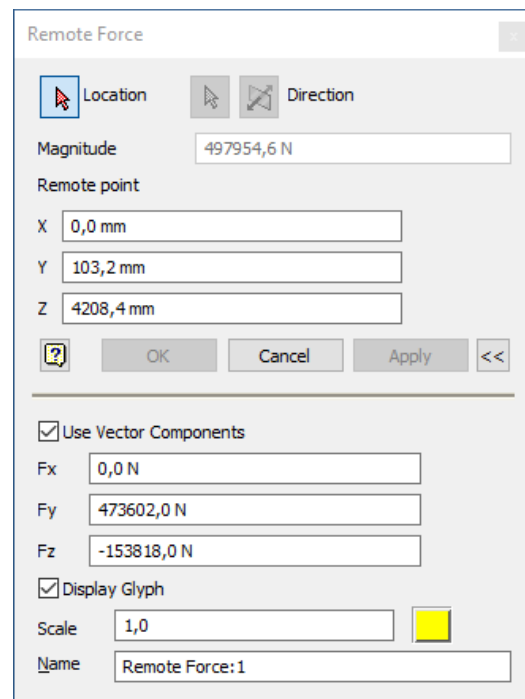 Remote Force x
Location Direction
Magnitude 497954,6 N
Remote point
X 0,0 mm
Y 103,2 mm
Z 4208,4 mm
? OK Cancel Apply <<
Use Vector Components
Fx 0,0 N
Fy 473602,0 N
Fz -153818,0 N
Display Glyph
Scale 1,0
Name Remote Force:1